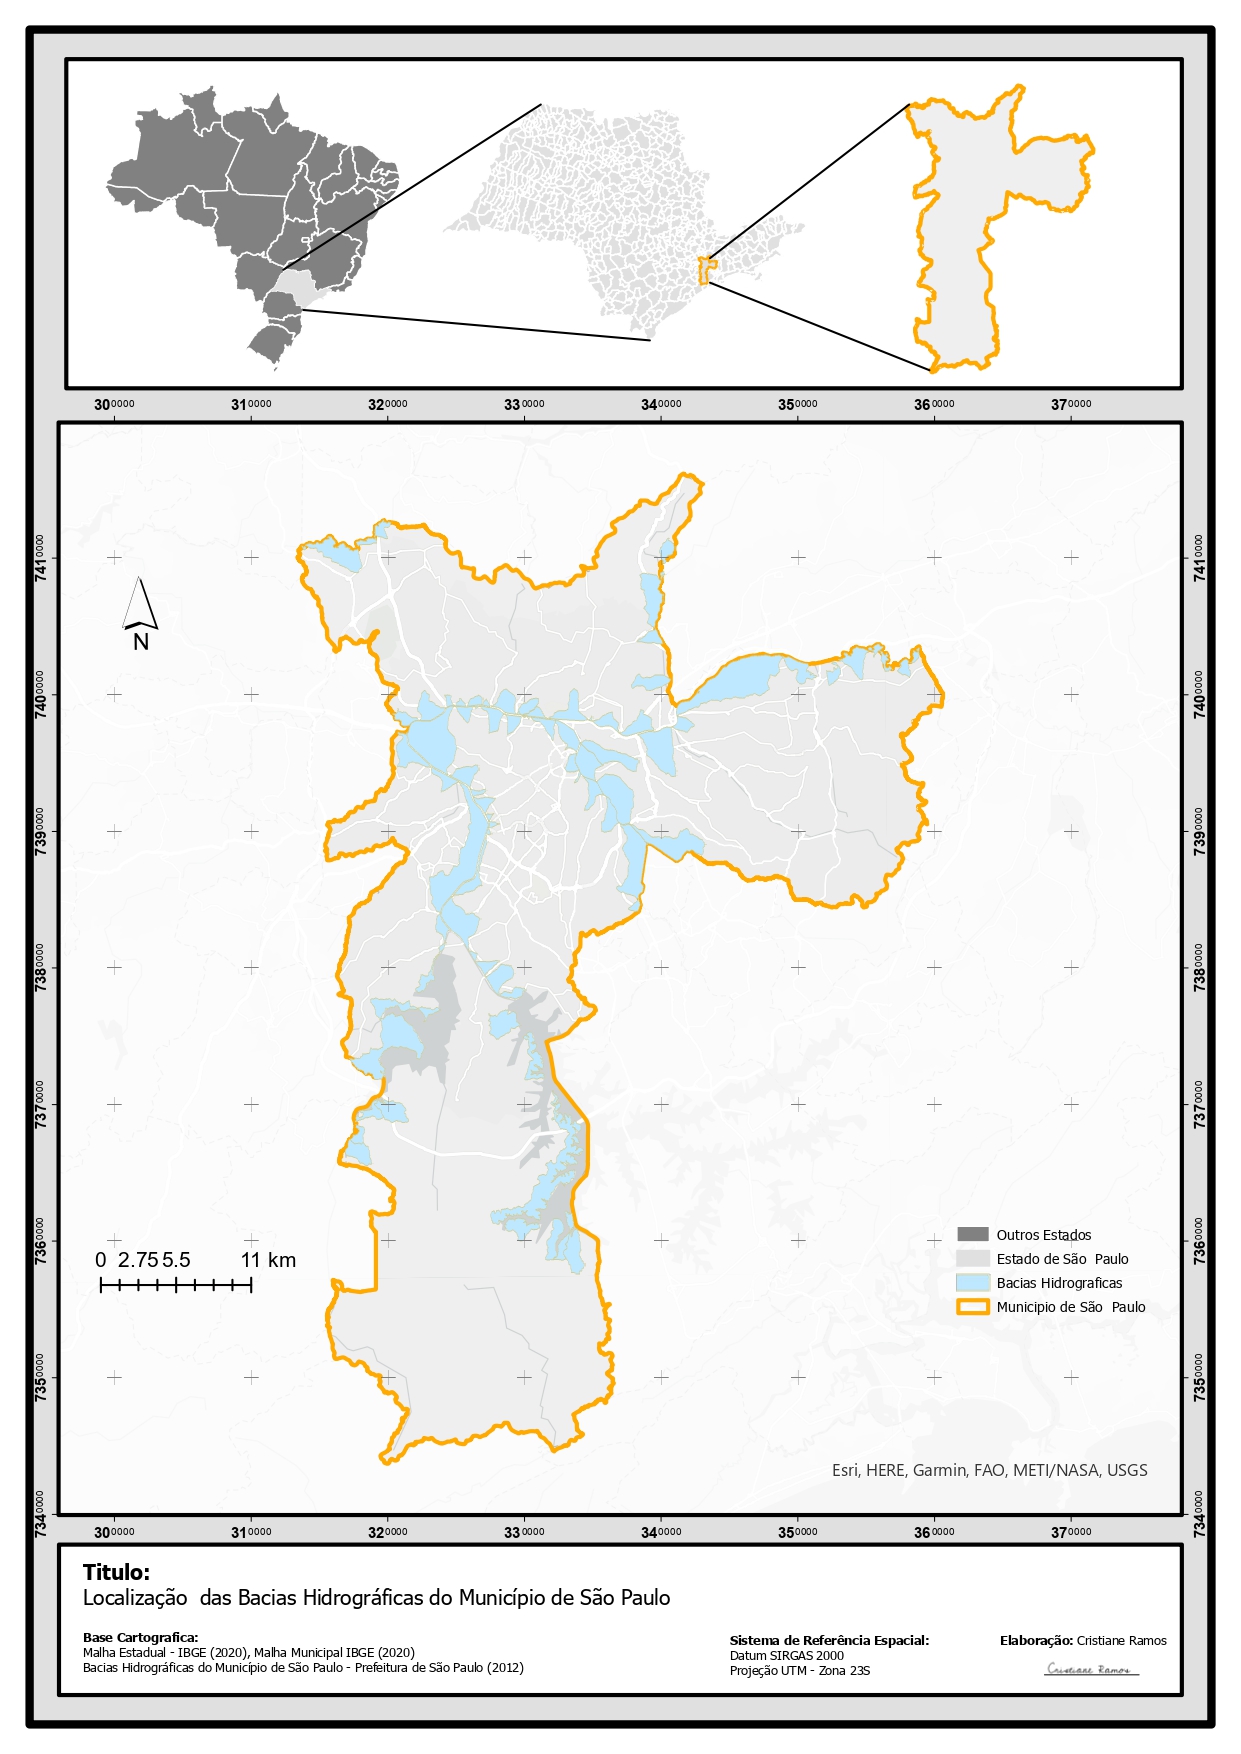 300000 310000 320000 330000 340000 350000 360000 370000
7410000 7410000
N
7400000 7400000
7390000 7390000
7380000 7380000
7370000 7370000
7360000 7360000
0 2.75 5.5 11 km
Outros Estados
Estado de São Paulo
Bacias Hidrograficas
Municipio de São Paulo
7350000 7350000
Esri, HERE, Garmin, FAO, METI/NASA, USGS
7340000 7340000
300000 310000 320000 330000 340000 350000 360000 370000
Titulo:
Localização das Bacias Hidrográficas do Município de São Paulo
Base Cartografica:
Malha Estadual - IBGE (2020), Malha Municipal IBGE (2020)
Bacias Hidrográficas do Município de São Paulo - Prefeitura de São Paulo (2012)
Sistema de Referência Espacial:
Datum SIRGAS 2000
Projeção UTM - Zona 23S
Elaboração: Cristiane Ramos
Cristiane Ramos